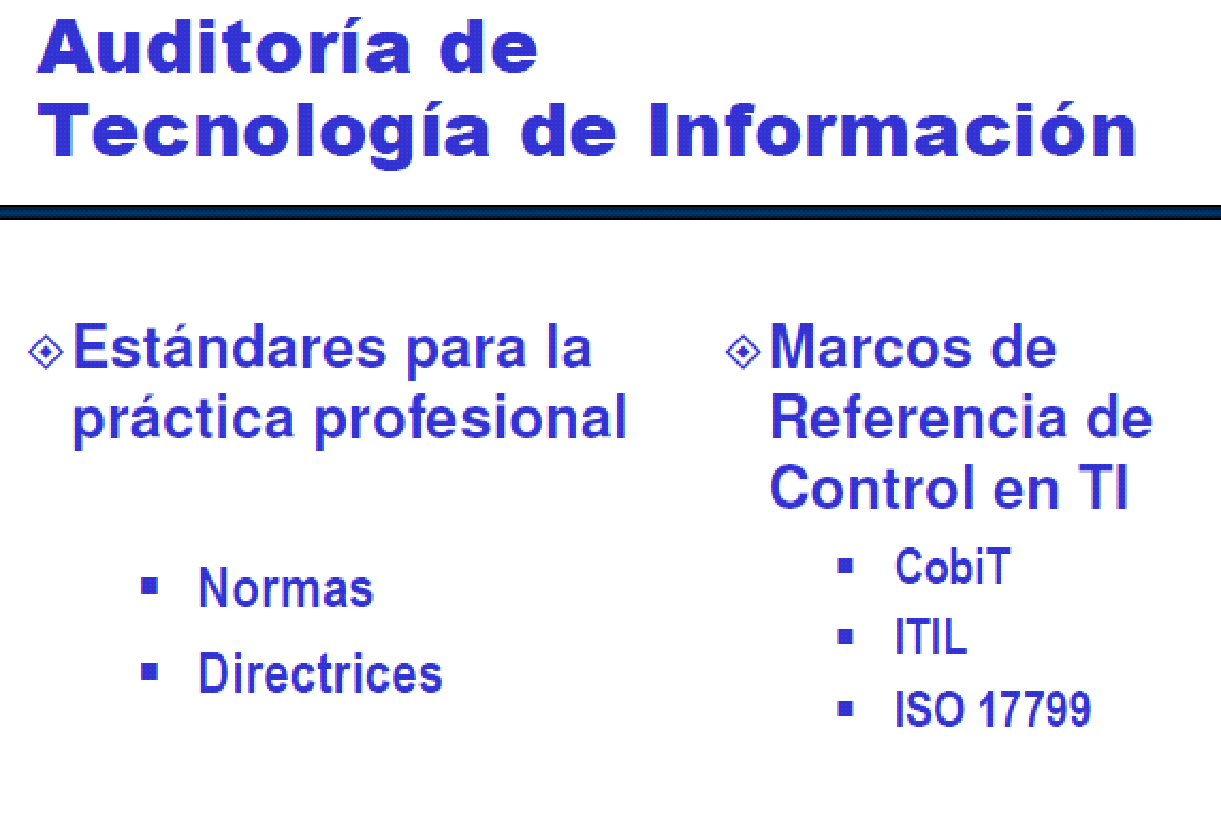 Auditoría de
Tecnología de Información
Estándares para la
práctica profesional
Normas
Directrices
Marcos de
Referencia de
Control en TI
CobiT
ITIL
ISO 17799